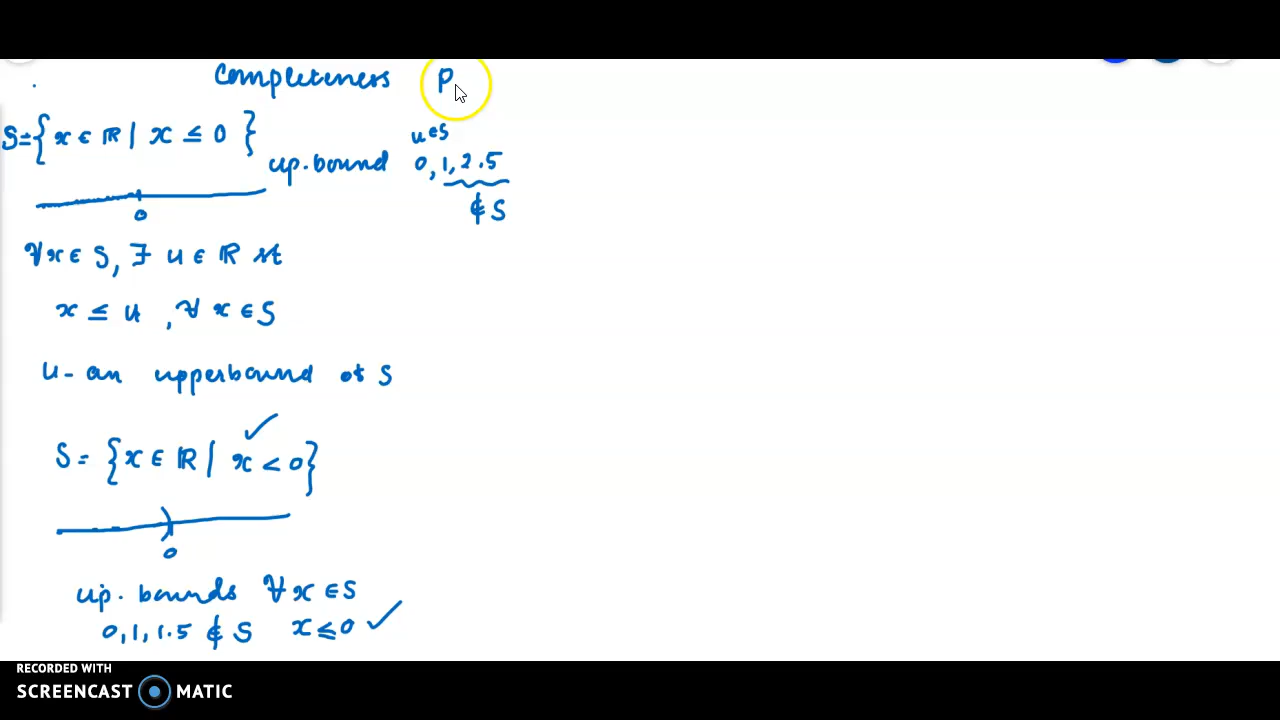 Completeness P
S = {x ∈ ℝ | x ≤ 0}
u ∈ S
up. bound 0, 1, 2.5
∉ S
0
∀x ∈ S, ∃ u ∈ ℝ st
x ≤ u, ∀ x ∈ S
u - an upperbound of S
S = {x ∈ ℝ | x < 0}
0
up. bounds ∀x ∈ S
0, 1, 1.5 ∉ S x ≤ 0
RECORDED WITH
SCREENCAST MATIC